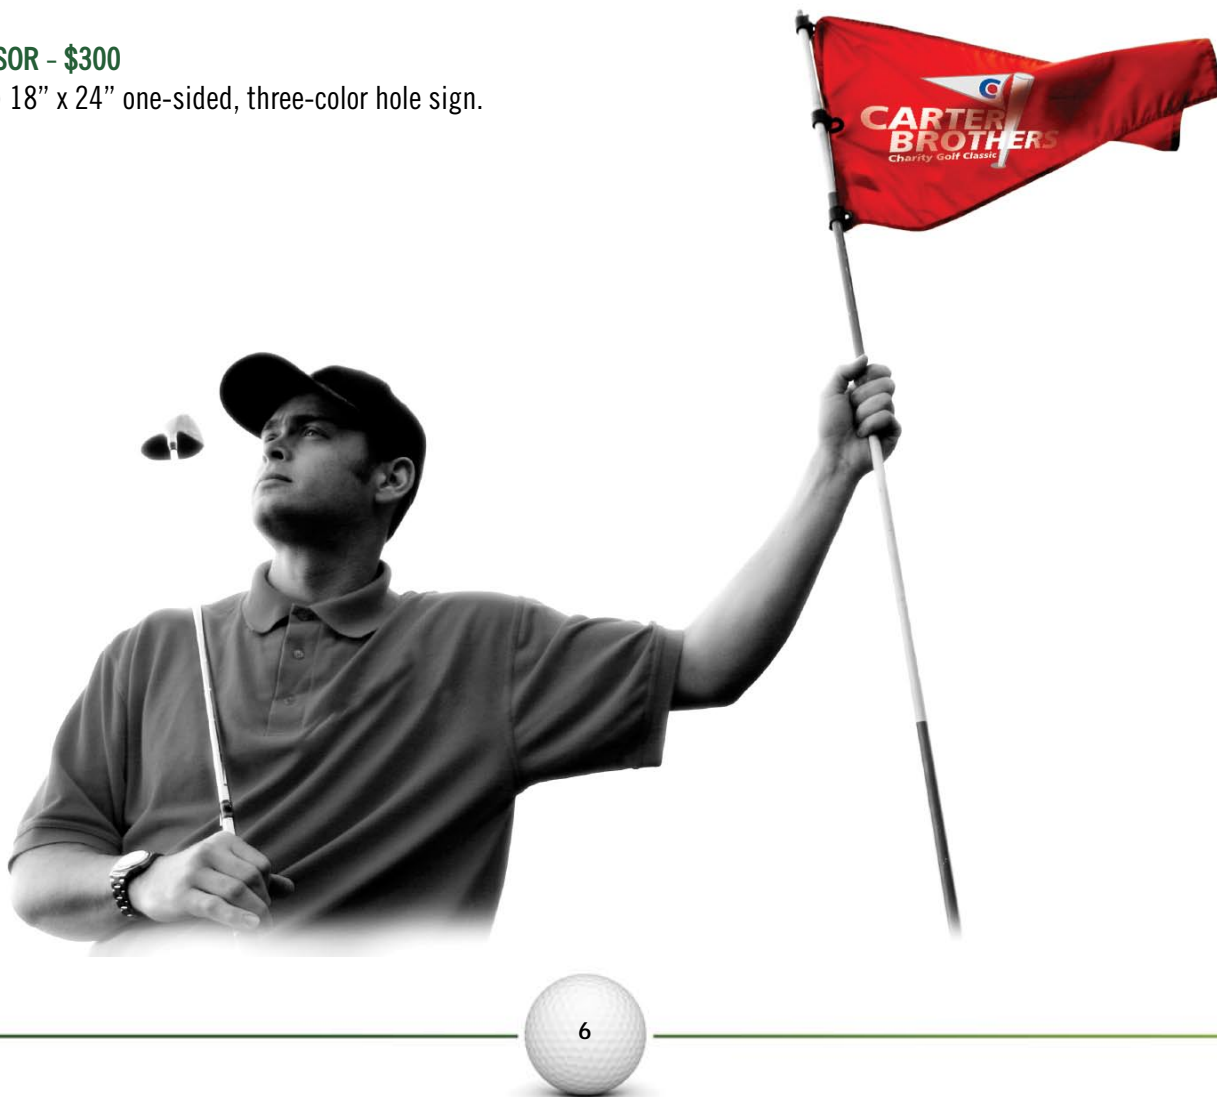 SOR – $300
18” x 24” one-sided, three-color hole sign.
C
CARTER
BROTHERS
Charity Golf Classic
6